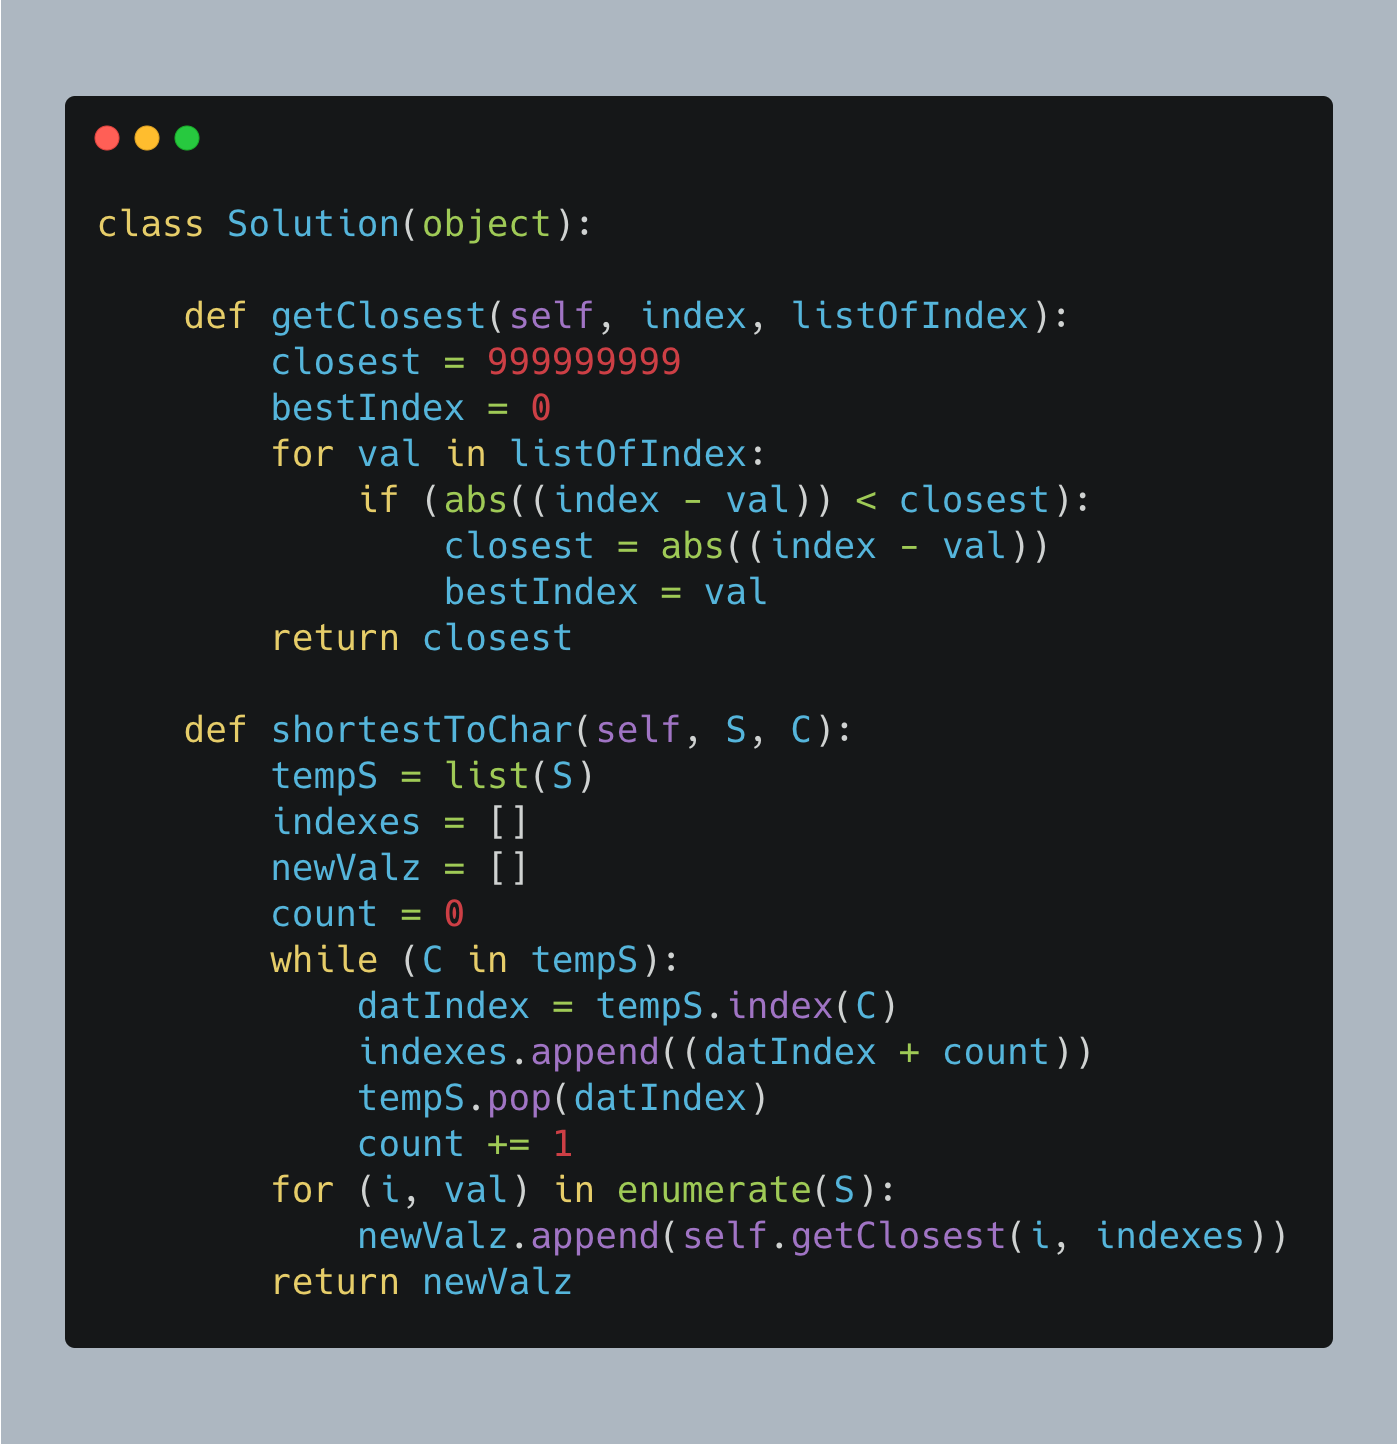 class Solution(object):

    def getClosest(self, index, listOfIndex):
        closest = 999999999
        bestIndex = 0
        for val in listOfIndex:
            if (abs((index - val)) < closest):
                closest = abs((index - val))
                bestIndex = val
        return closest

    def shortestToChar(self, S, C):
        tempS = list(S)
        indexes = []
        newValz = []
        count = 0
        while (C in tempS):
            datIndex = tempS.index(C)
            indexes.append((datIndex + count))
            tempS.pop(datIndex)
            count += 1
        for (i, val) in enumerate(S):
            newValz.append(self.getClosest(i, indexes))
        return newValz